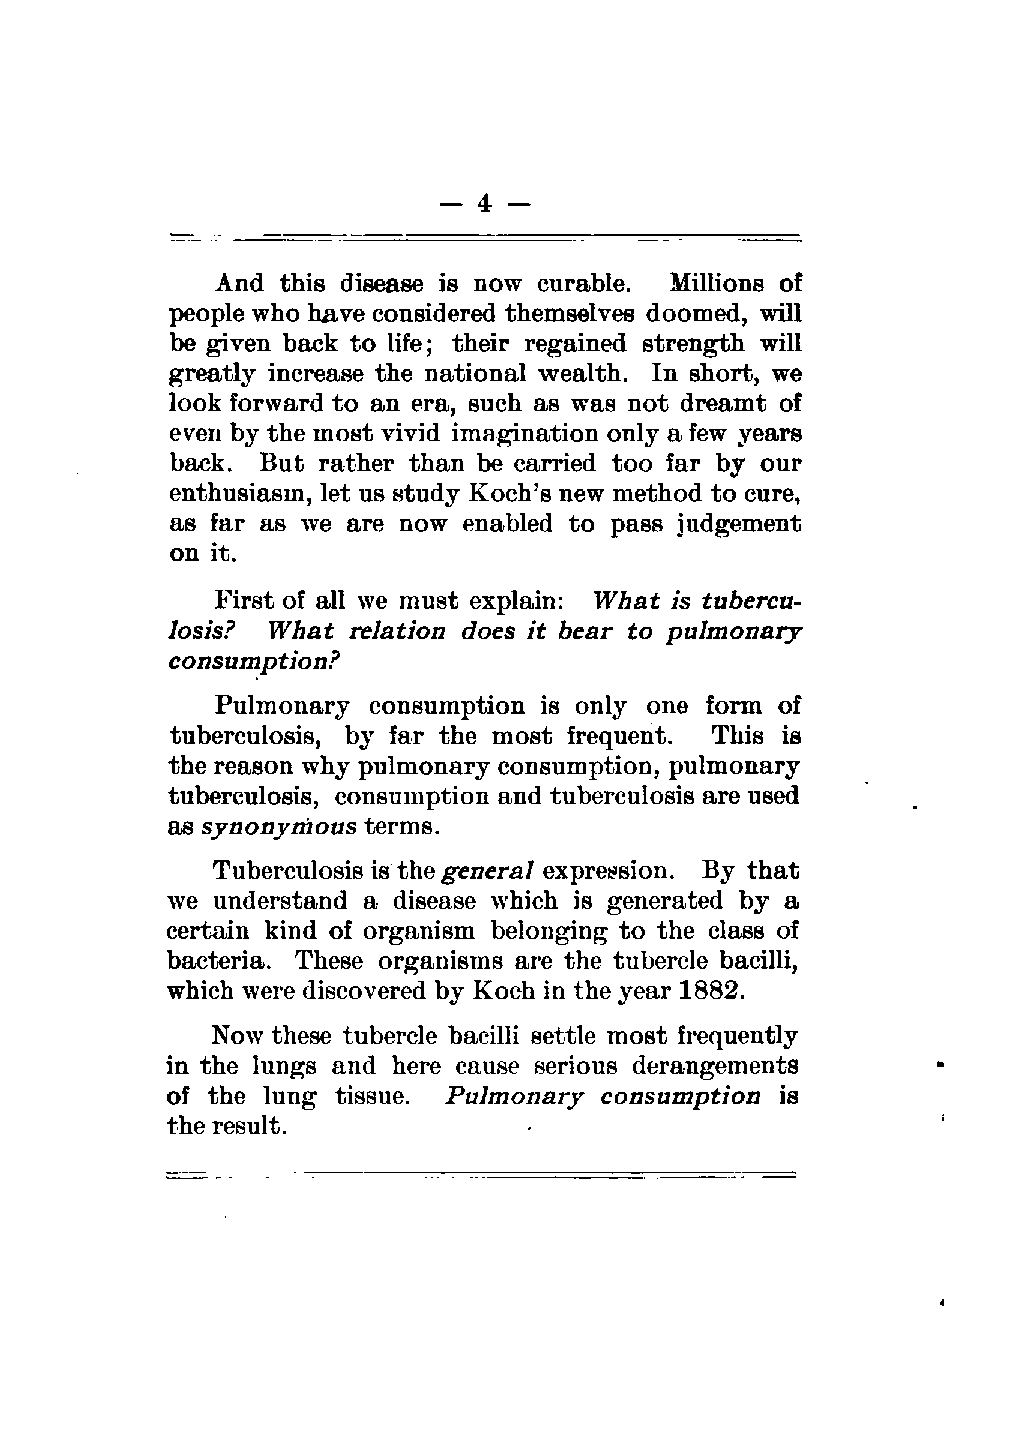 — 4 —
And this disease is now curable. Millions of
people who have considered themselves doomed, will
be given back to life; their regained strength will
greatly increase the national wealth. In short, we
look forward to an era, such as was not dreamt of
even by the most vivid imagination only a few years
back. But rather than be carried too far by our
enthusiasm, let us study Koch's new method to cure,
as far as we are now enabled to pass judgement
on it.
First of all we must explain: What is tubercu-
losis? What relation does it bear to pulmonary
consumption?
Pulmonary consumption is only one form of
tuberculosis, by far the most frequent. This is
the reason why pulmonary consumption, pulmonary
tuberculosis, consumption and tuberculosis are used
as synonymous terms.
Tuberculosis is the general expression. By that
we understand a disease which is generated by a
certain kind of organism belonging to the class of
bacteria. These organisms are the tubercle bacilli,
which were discovered by Koch in the year 1882.
Now these tubercle bacilli settle most frequently
in the lungs and here cause serious derangements
of the lung tissue. Pulmonary consumption is
the result.